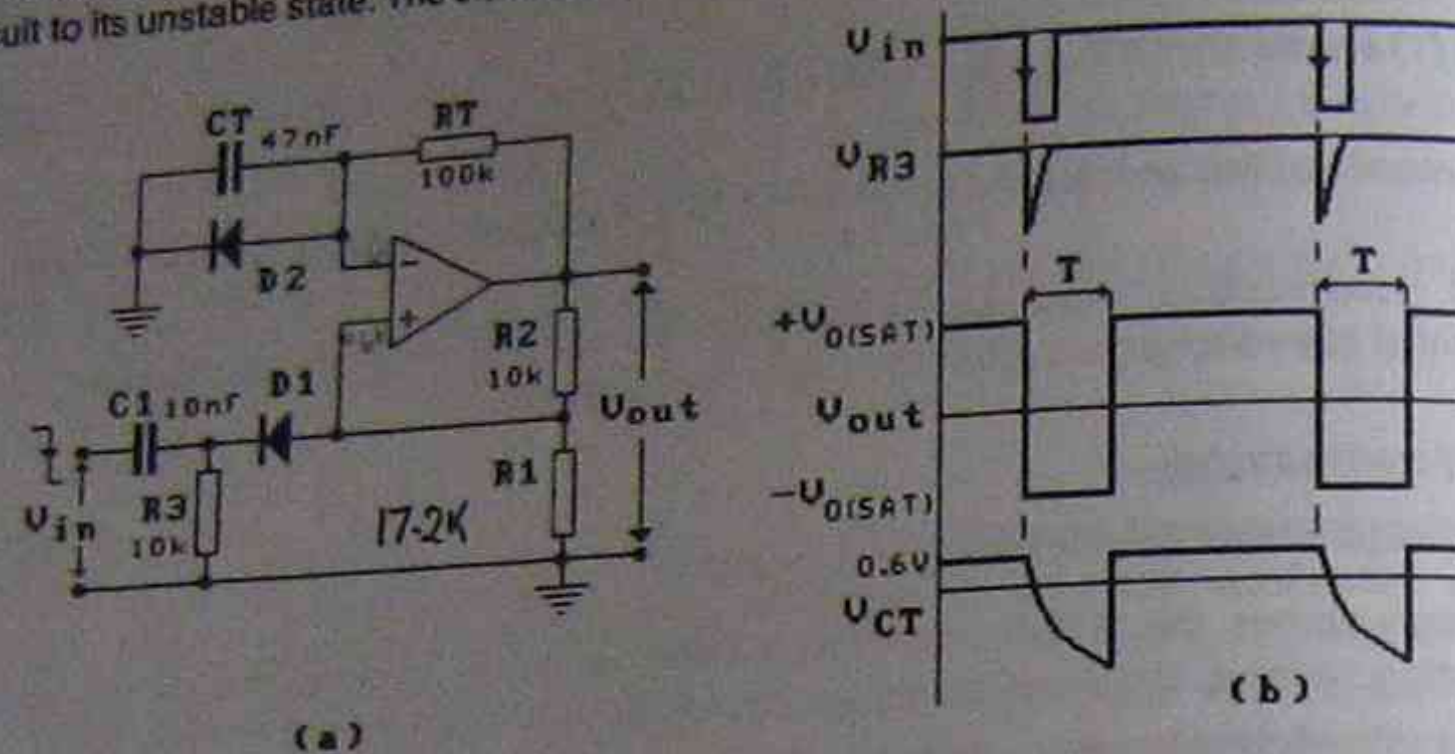 uit to its unstable state. The
CT 47nF RT
100k
D2
-
+
R2
10k
C1 10nF D1
Vout
Vin
R3
10k
17.2K
R1
(a)
Vin
VR3
T T
+VO(SAT)
Vout
-VO(SAT)
0.6V
VCT
(b)